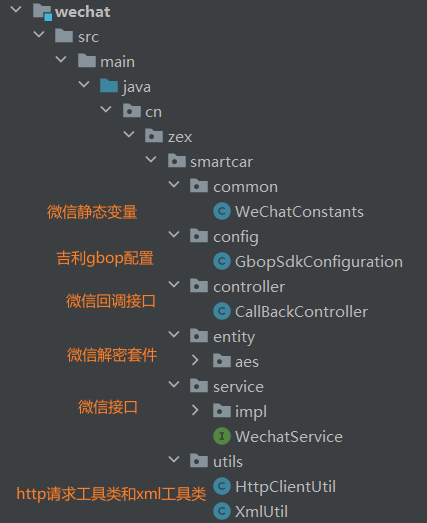 wechat
src
main
java
cn
zex
smartcar
common
微信静态变量
WeChatConstants
config
吉利gbop配置
GbopSdkConfiguration
controller
微信回调接口
CallBackController
entity
微信解密套件
aes
service
微信接口
impl
WechatService
utils
http请求工具类和xml工具类
HttpClientUtil
XmlUtil